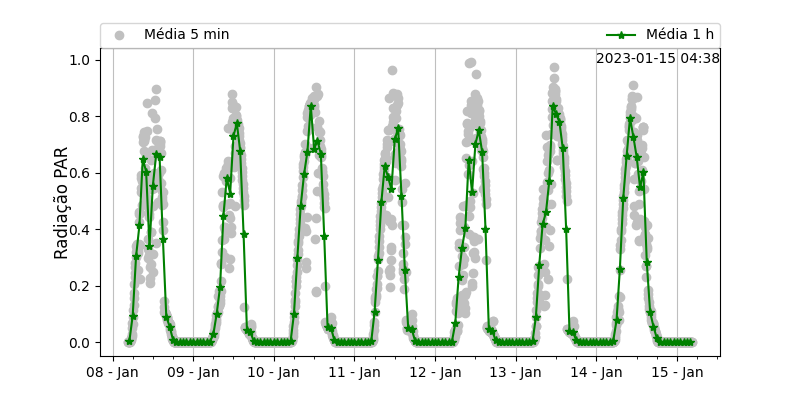 Média 5 min Média 1 h
2023-01-15 04:38
Radiação PAR
1.0
0.8
0.6
0.4
0.2
0.0
08 - Jan 09 - Jan 10 - Jan 11 - Jan 12 - Jan 13 - Jan 14 - Jan 15 - Jan